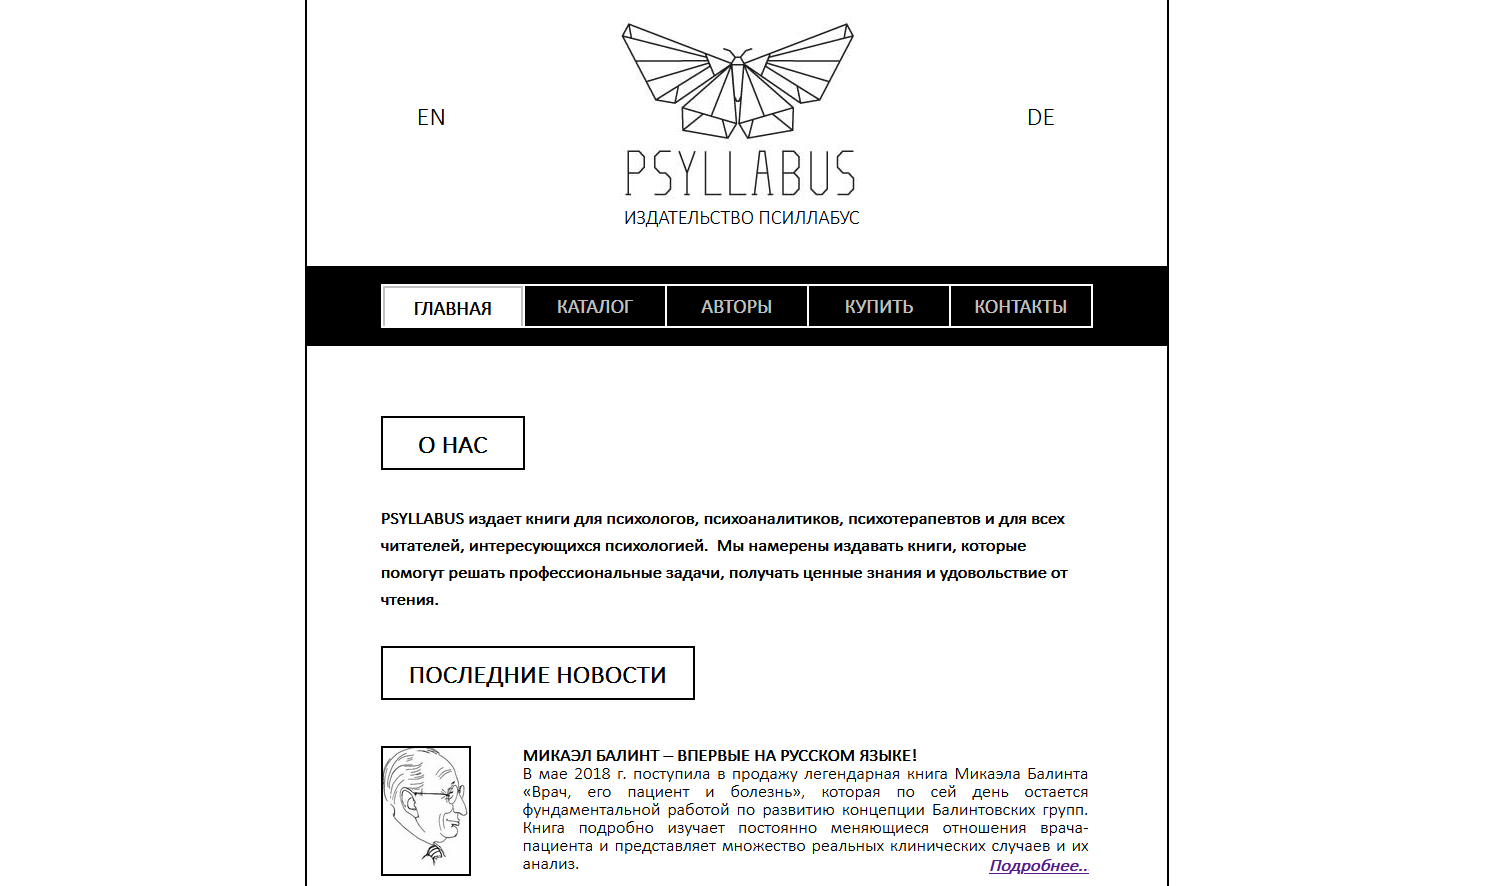 EN
DE
PSYLLABUS
ИЗДАТЕЛЬСТВО ПСИЛЛАБУС
ГЛАВНАЯ КАТАЛОГ АВТОРЫ КУПИТЬ КОНТАКТЫ
О НАС
PSYLLABUS издает книги для психологов, психоаналитиков, психотерапевтов и для всех
читателей, интересующихся психологией.  Мы намерены издавать книги, которые
помогут решать профессиональные задачи, получать ценные знания и удовольствие от
чтения.
ПОСЛЕДНИЕ НОВОСТИ
МИКАЭЛ БАЛИНТ – ВПЕРВЫЕ НА РУССКОМ ЯЗЫКЕ!
В мае 2018 г. поступила в продажу легендарная книга Микаэла Балинта
«Врач, его пациент и болезнь», которая по сей день остается
фундаментальной работой по развитию концепции Балинтовских групп.
Книга подробно изучает постоянно меняющиеся отношения врача-
пациента и представляет множество реальных клинических случаев и их
анализ.
Подробнее..